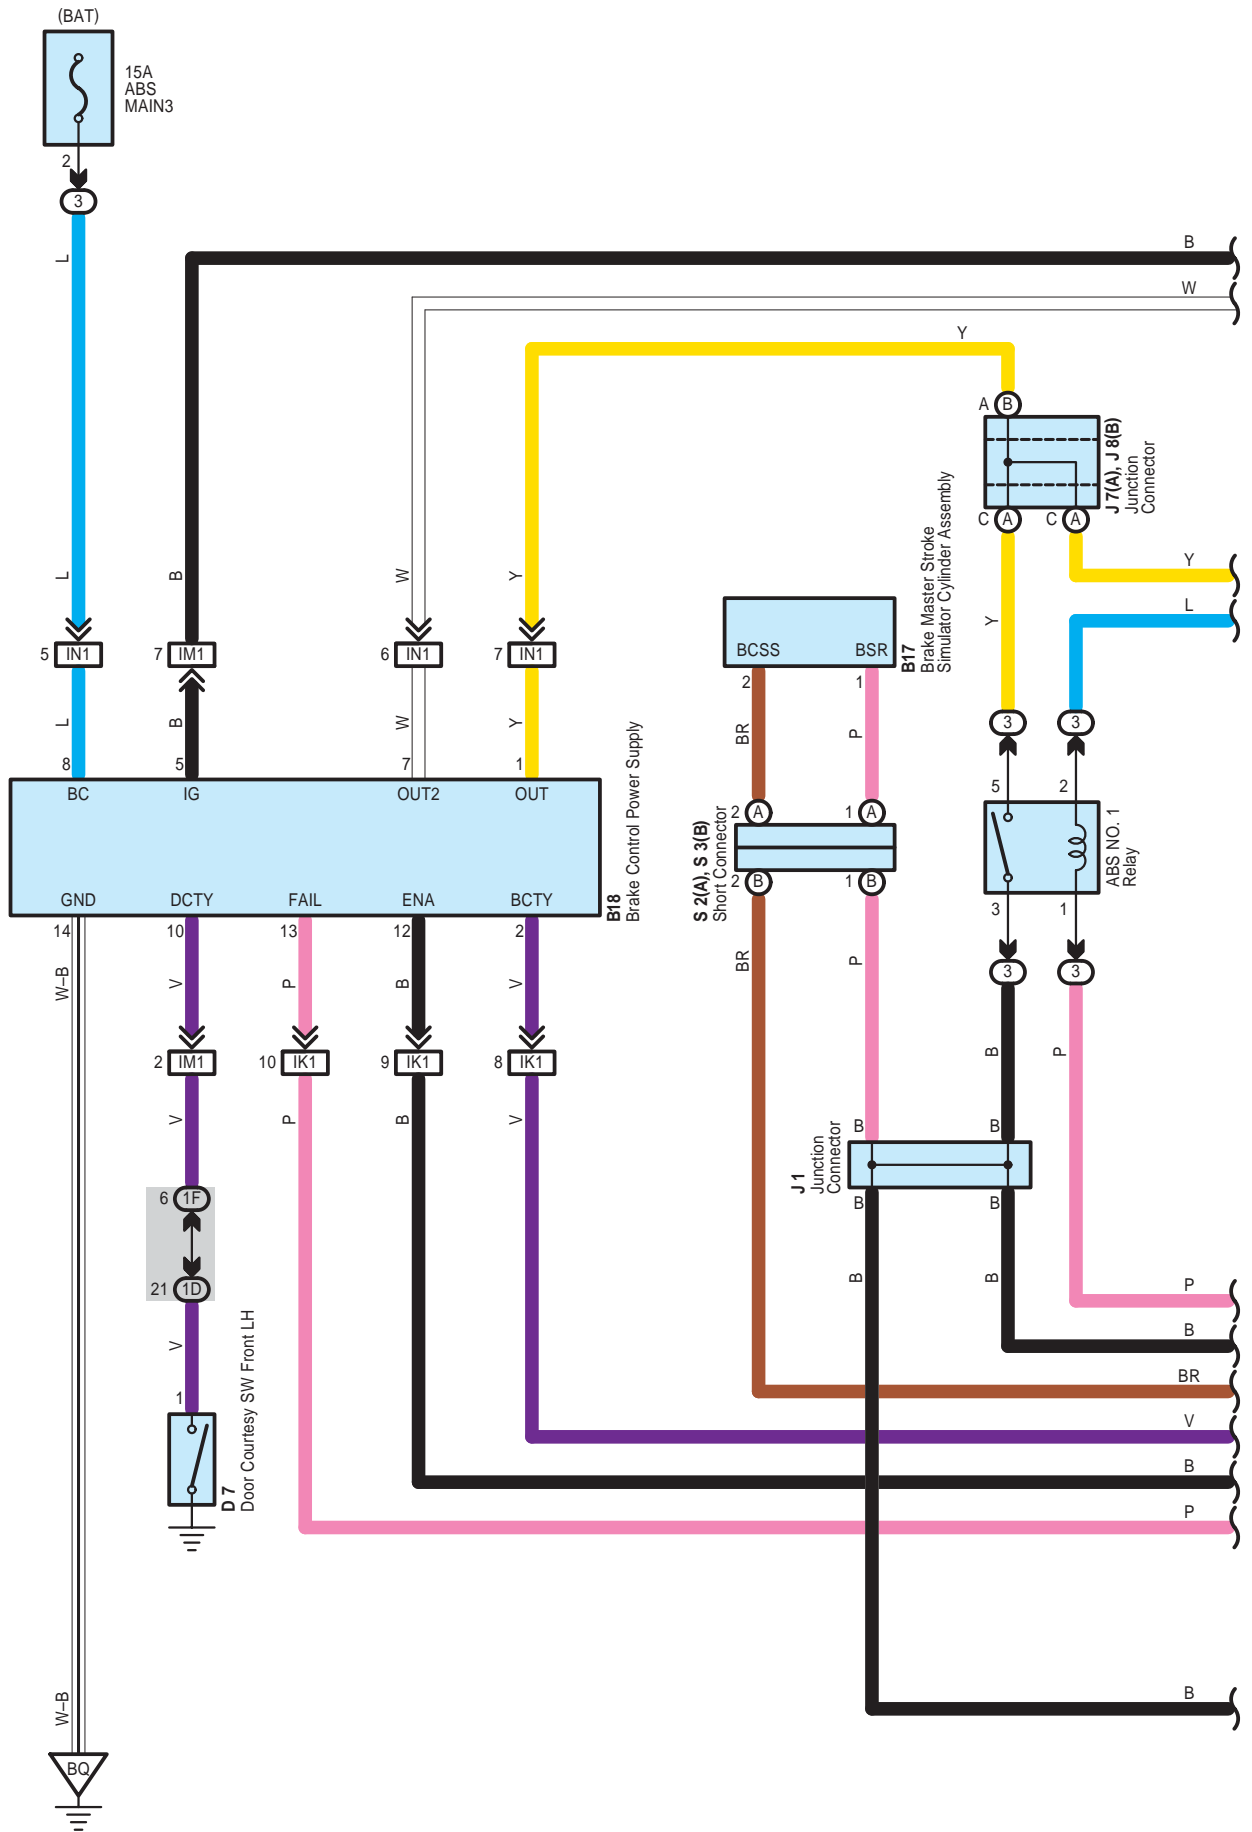 (BAT)
15A
ABS
MAIN3
2
3
L
B
W
Y
A B
J 7(A), J 8(B)
Junction
Connector
C A
C A
Y
L
L
B
W
Y
Y
5 IN1
7 IM1
6 IN1
7 IN1
BCSS
BSR
B17
Brake Master Stroke
Simulator Cylinder Assembly
2
1
L
B
W
Y
BR
P
3
3
8
5
7
1
BC
IG
OUT2
OUT
B18
Brake Control Power Supply
5
2
2 A
1 A
S 2(A), S 3(B)
Short Connector
2 B
1 B
ABS NO. 1
Relay
GND
DCTY
FAIL
ENA
BCTY
3
1
14
10
13
12
2
W–B
V
P
B
V
BR
P
3
3
2 IM1
10 IK1
9 IK1
8 IK1
B
P
V
P
B
V
B
B
J 1
Junction
Connector
B
B
6 1F
21 1D
B
B
P
V
B
D 7
Door Courtesy SW Front LH
1
BR
V
B
P
W–B
B
BQ